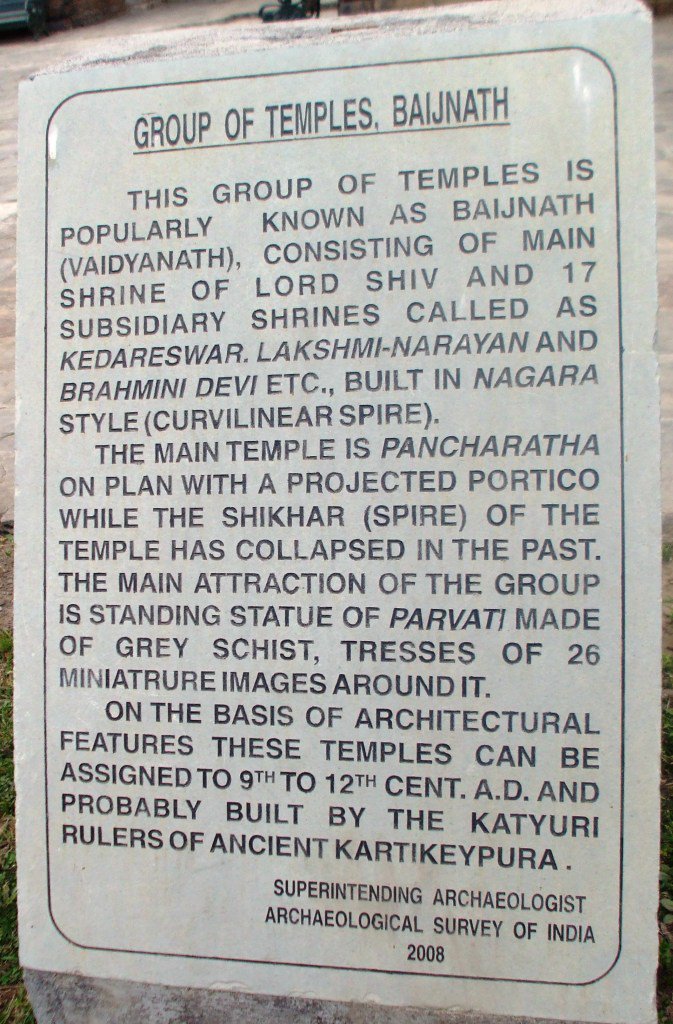 GROUP OF TEMPLES, BAIJNATH
THIS GROUP OF TEMPLES IS
POPULARLY KNOWN AS BAIJNATH
(VAIDYANATH), CONSISTING OF MAIN
SHRINE OF LORD SHIV AND 17
SUBSIDIARY SHRINES CALLED AS
KEDARESWAR. LAKSHMI-NARAYAN AND
BRAHMINI DEVI ETC., BUILT IN NAGARA
STYLE (CURVILINEAR SPIRE).
THE MAIN TEMPLE IS PANCHARATHA
ON PLAN WITH A PROJECTED PORTICO
WHILE THE SHIKHAR (SPIRE) OF THE
TEMPLE HAS COLLAPSED IN THE PAST.
THE MAIN ATTRACTION OF THE GROUP
IS STANDING STATUE OF PARVATI MADE
OF GREY SCHIST, TRESSES OF 26
MINIATRURE IMAGES AROUND IT.
ON THE BASIS OF ARCHITECTURAL
FEATURES THESE TEMPLES CAN BE
ASSIGNED TO 9TH TO 12TH CENT. A.D. AND
PROBABLY BUILT BY THE KATYURI
RULERS OF ANCIENT KARTIKEYPURA .
SUPERINTENDING ARCHAEOLOGIST
ARCHAEOLOGICAL SURVEY OF INDIA
2008